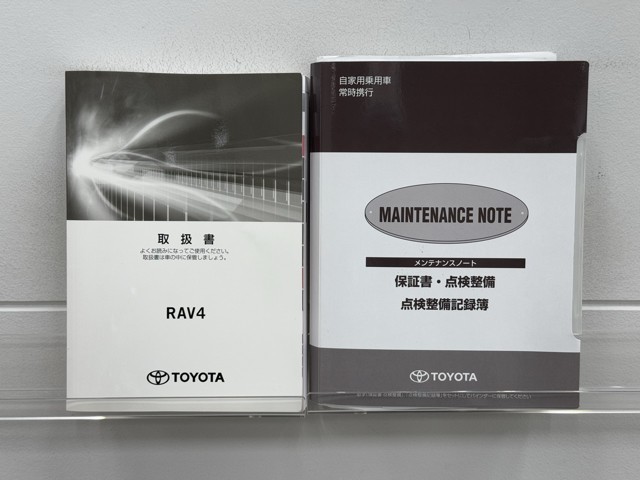 取扱書
よくお読みになってご使用ください。
取扱書は車の中に保管しましょう。
RAV4
TOYOTA
自家用乗用車
常時携行
MAINTENANCE NOTE
メンテナンスノート
保証書・点検整備
点検整備記録簿
TOYOTA